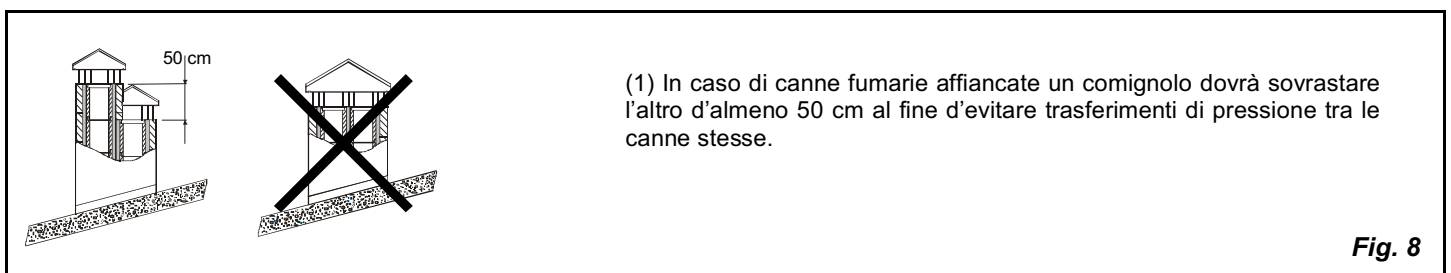 50 cm
(1) In caso di canne fumarie affiancate un comignolo dovrà sovrastare
l'altro d'almeno 50 cm al fine d'evitare trasferimenti di pressione tra le
canne stesse.
Fig. 8